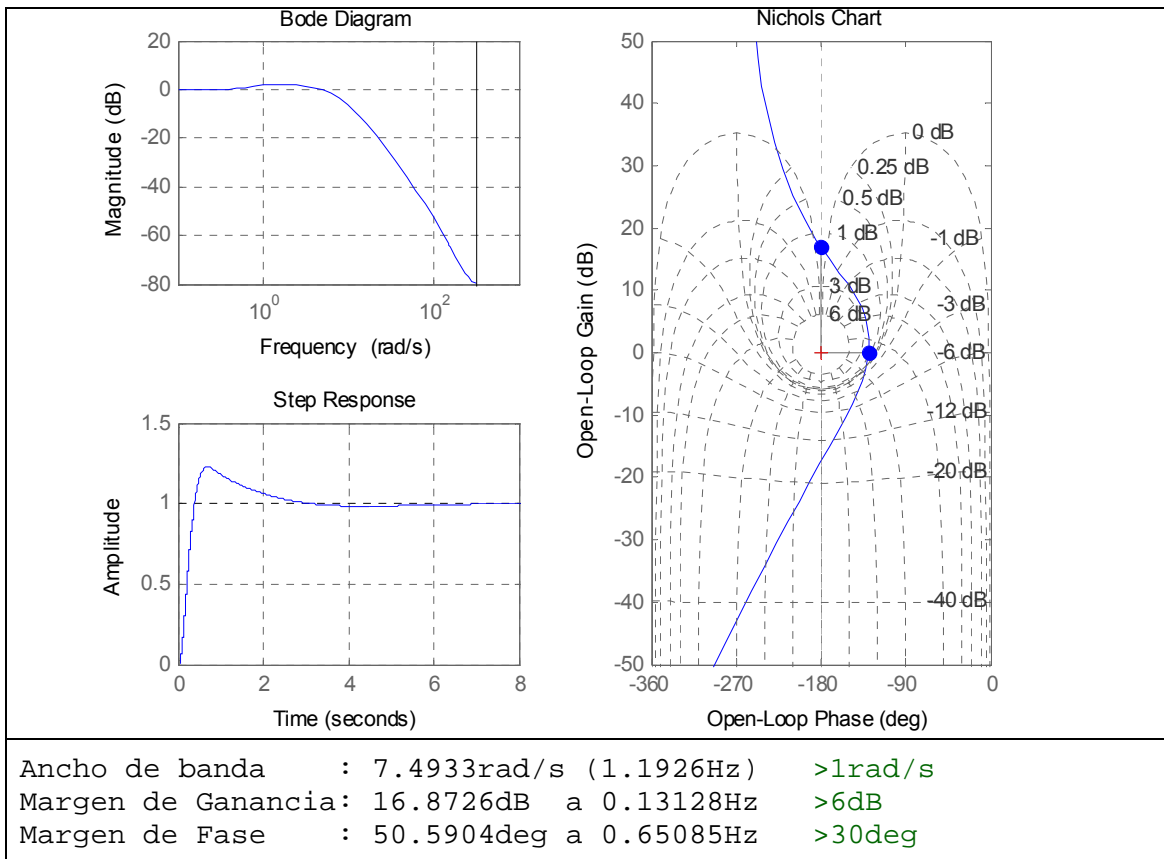 Bode Diagram
Magnitude (dB)
20
0
-20
-40
-60
-80
10^0
10^2
Frequency (rad/s)
Step Response
Amplitude
1.5
1
0.5
0
0
2
4
6
8
Time (seconds)
Nichols Chart
Open-Loop Gain (dB)
50
40
30
20
10
0
-10
-20
-30
-40
-50
0 dB
0.25 dB
0.5 dB
1 dB
-1 dB
3 dB
-3 dB
6 dB
-6 dB
-12 dB
-20 dB
-40 dB
-360
-270
-180
-90
0
Open-Loop Phase (deg)
Ancho de banda : 7.4933rad/s (1.1926Hz) >1rad/s
Margen de Ganancia: 16.8726dB a 0.13128Hz >6dB
Margen de Fase : 50.5904deg a 0.65085Hz >30deg